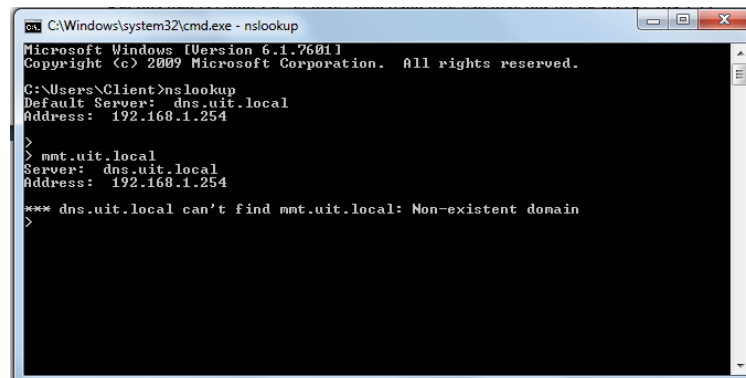 C:\Windows\system32\cmd.exe - nslookup
Microsoft Windows [Version 6.1.7601]
Copyright (c) 2009 Microsoft Corporation.  All rights reserved.
C:\Users\Client>nslookup
Default Server:  dns.uit.local
Address:  192.168.1.254
>
> mmt.uit.local
Server:  dns.uit.local
Address:  192.168.1.254
*** dns.uit.local can't find mmt.uit.local: Non-existent domain
>